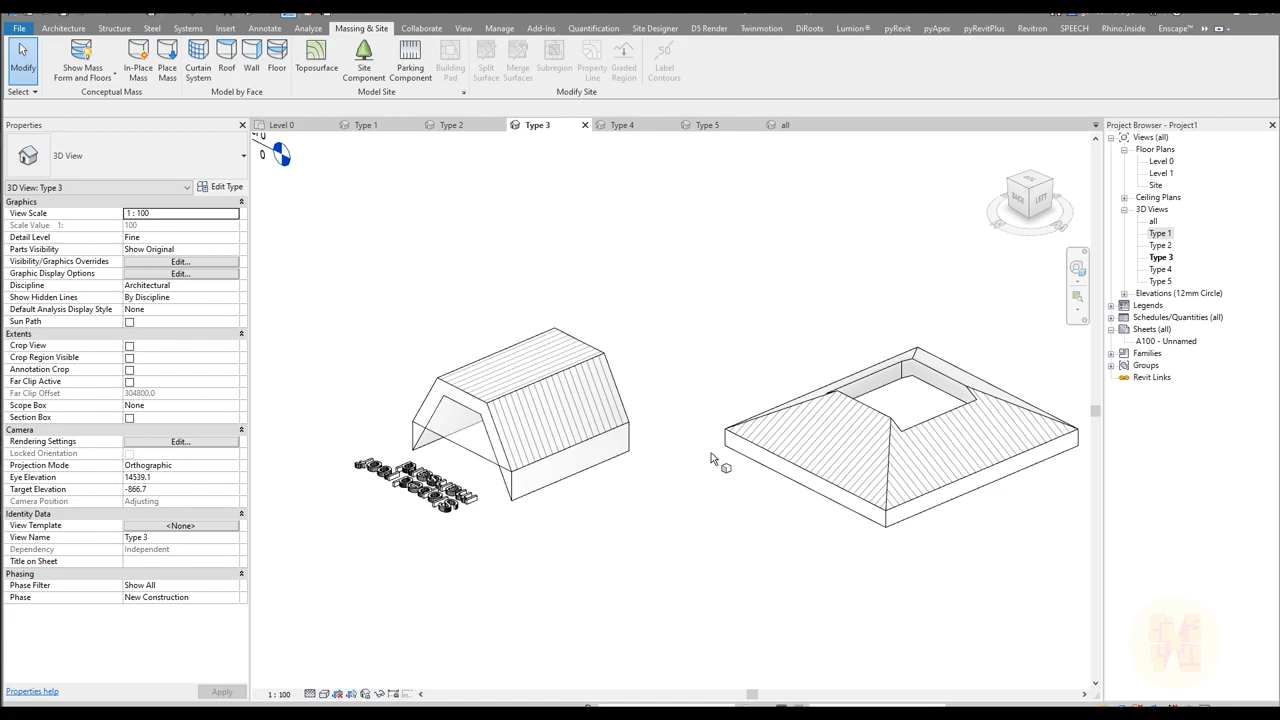 File Architecture Structure Steel Systems Insert Annotate Analyze Massing & Site Collaborate View Manage Add-Ins Quantification Site Designer D5 Render Twinmotion DiRoots Lumion® pyRevit pyApex pyRevitPlus Revitron SPEECH Rhino.Inside Enscape™
Modify
Show Mass Form and Floors
In-Place Mass
Place Mass
Curtain System
Roof
Wall
Floor
Toposurface
Site Component
Parking Component
Building Pad
Split Surface
Merge Surfaces
Subregion
Property Line
Graded Region
50
Label Contours
Select Conceptual Mass Model by Face Model Site Modify Site
Properties
Level 0 Type 1 Type 2 Type 3 Type 4 Type 5 all
Project Browser - Project1
3D View
3D View: Type 3 Edit Type
Graphics
View Scale 1 : 100
Scale Value 1: 100
Detail Level Fine
Parts Visibility Show Original
Visibility/Graphics Overrides Edit...
Graphic Display Options Edit...
Discipline Architectural
Show Hidden Lines By Discipline
Default Analysis Display Style None
Sun Path
Extents
Crop View
Crop Region Visible
Annotation Crop
Far Clip Active
Far Clip Offset 304800.0
Scope Box None
Section Box
Camera
Rendering Settings Edit...
Locked Orientation
Projection Mode Orthographic
Eye Elevation 14539.1
Target Elevation -866.7
Camera Position Adjusting
Identity Data
View Template <None>
View Name Type 3
Dependency Independent
Title on Sheet
Phasing
Phase Filter Show All
Phase New Construction
Properties help Apply
0
BACK LEFT
1 : 100
Views (all)
Floor Plans
Level 0
Level 1
Site
Ceiling Plans
3D Views
all
Type 1
Type 2
Type 3
Type 4
Type 5
Elevations (12mm Circle)
Legends
Schedules/Quantities (all)
Sheets (all)
A100 - Unnamed
Families
Groups
Revit Links